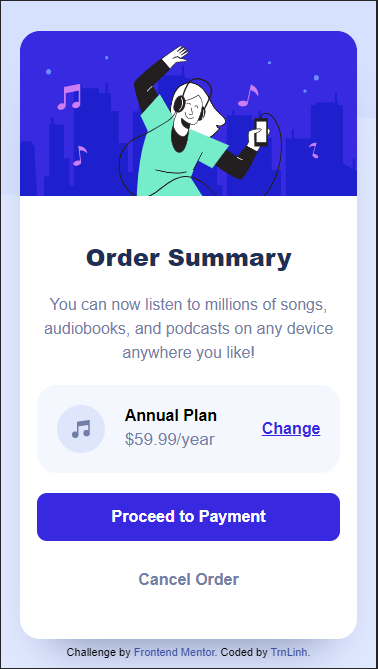 Order Summary
You can now listen to millions of songs,
audiobooks, and podcasts on any device
anywhere you like!
Annual Plan
$59.99/year
Change
Proceed to Payment
Cancel Order
Challenge by Frontend Mentor. Coded by TrnLinh.